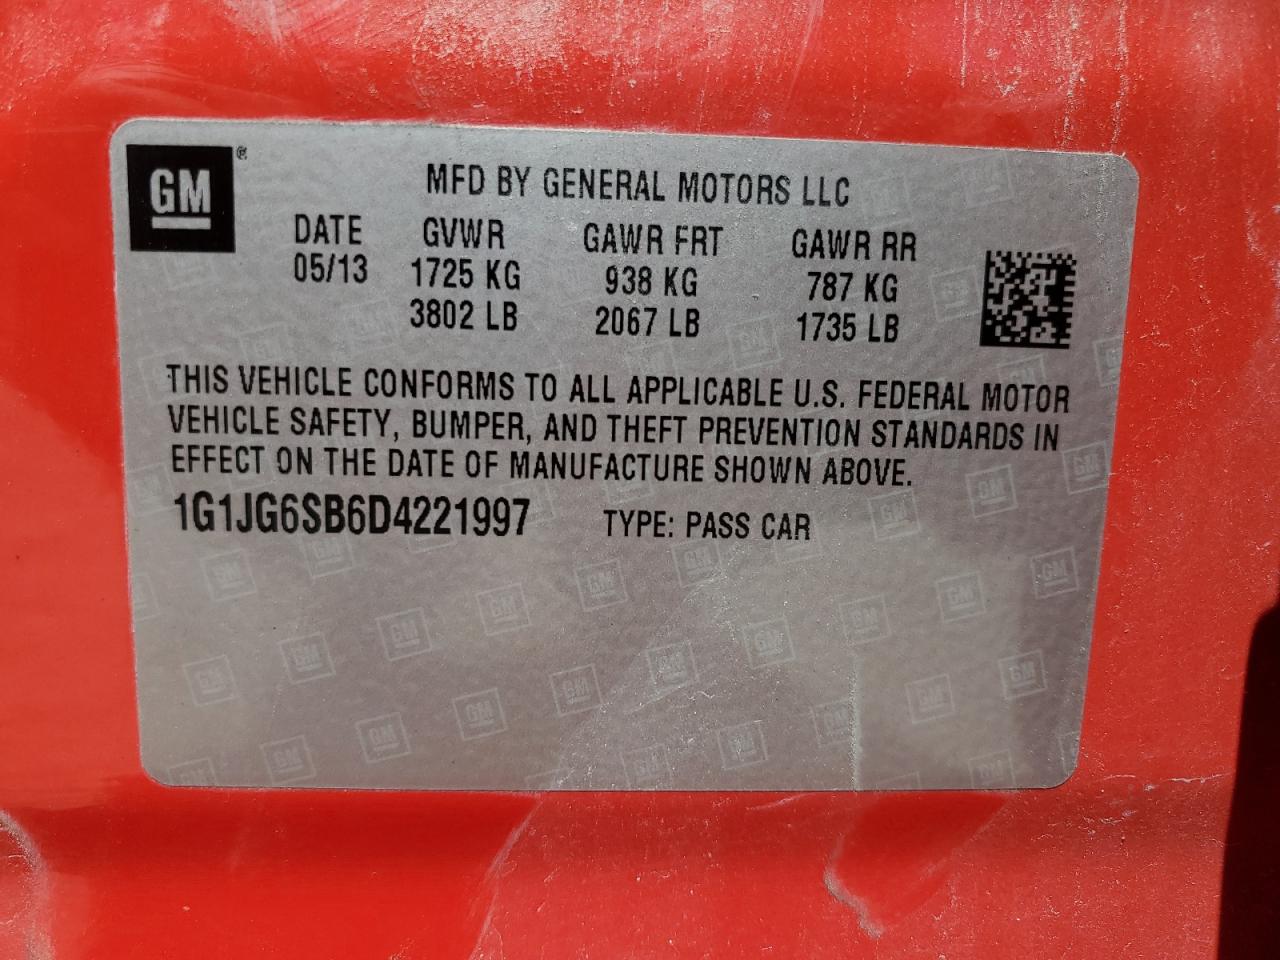 GM ®
MFD BY GENERAL MOTORS LLC
DATE GVWR GAWR FRT GAWR RR
05/13 1725 KG 938 KG 787 KG
3802 LB 2067 LB 1735 LB
THIS VEHICLE CONFORMS TO ALL APPLICABLE U.S. FEDERAL MOTOR
VEHICLE SAFETY, BUMPER, AND THEFT PREVENTION STANDARDS IN
EFFECT ON THE DATE OF MANUFACTURE SHOWN ABOVE.
1G1JG6SB6D4221997 TYPE: PASS CAR